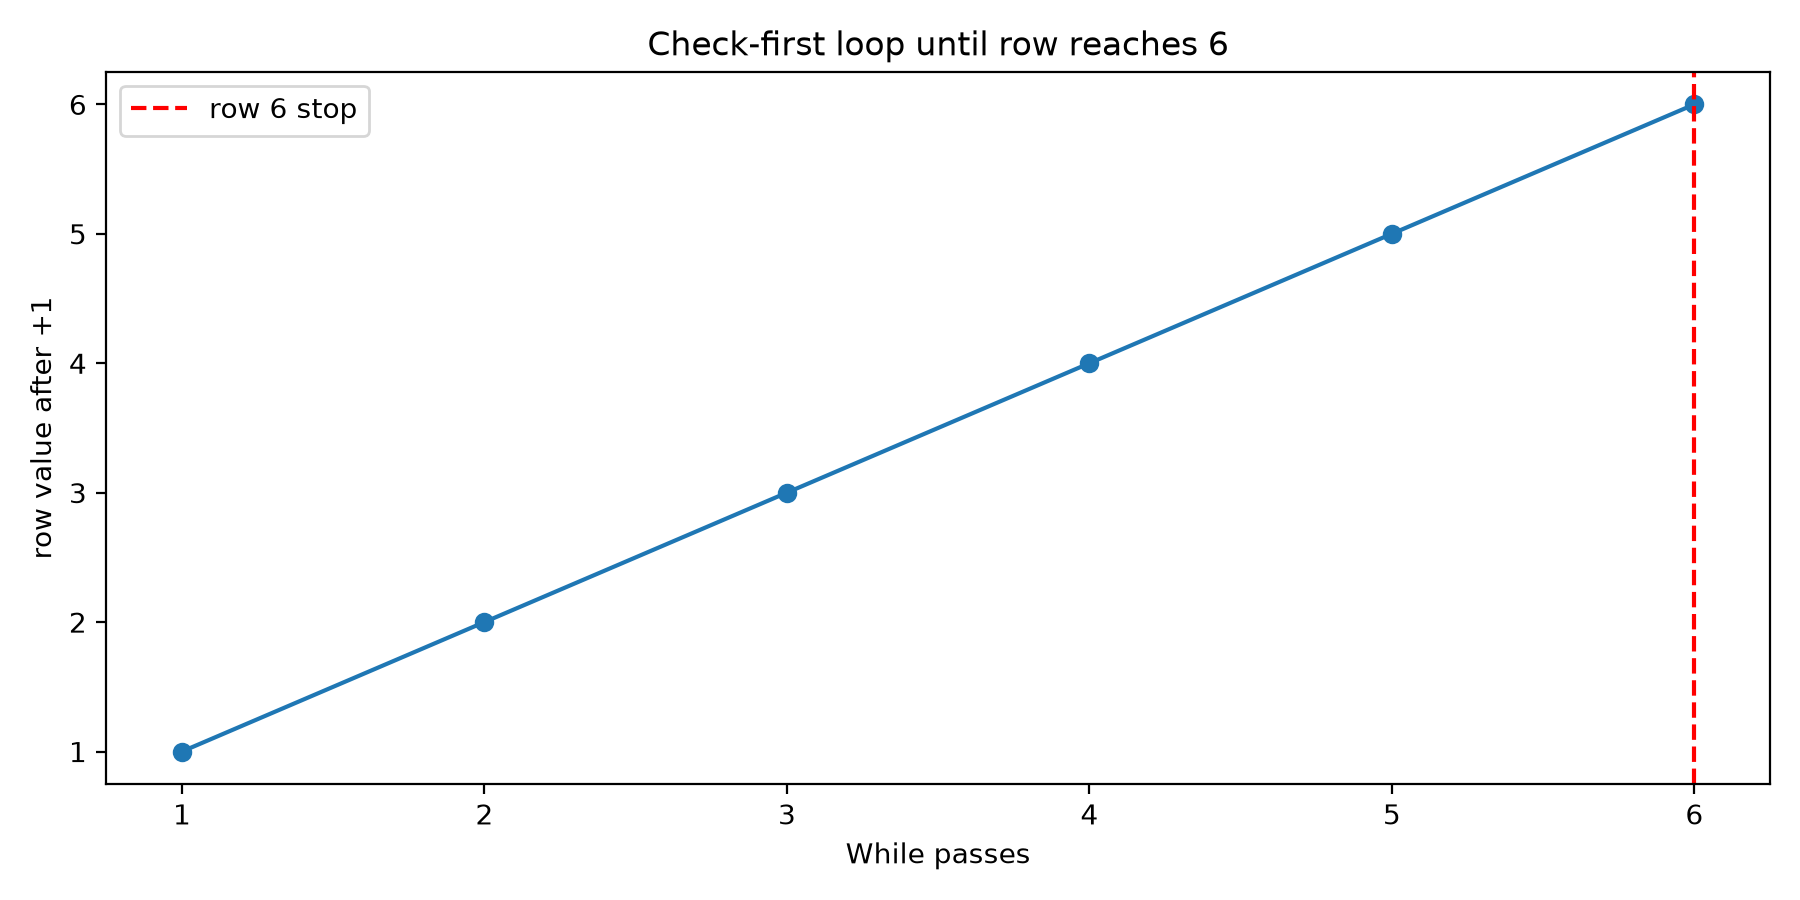 Check-first loop until row reaches 6
row 6 stop
row value after +1
6
5
4
3
2
1
1 2 3 4 5 6
While passes